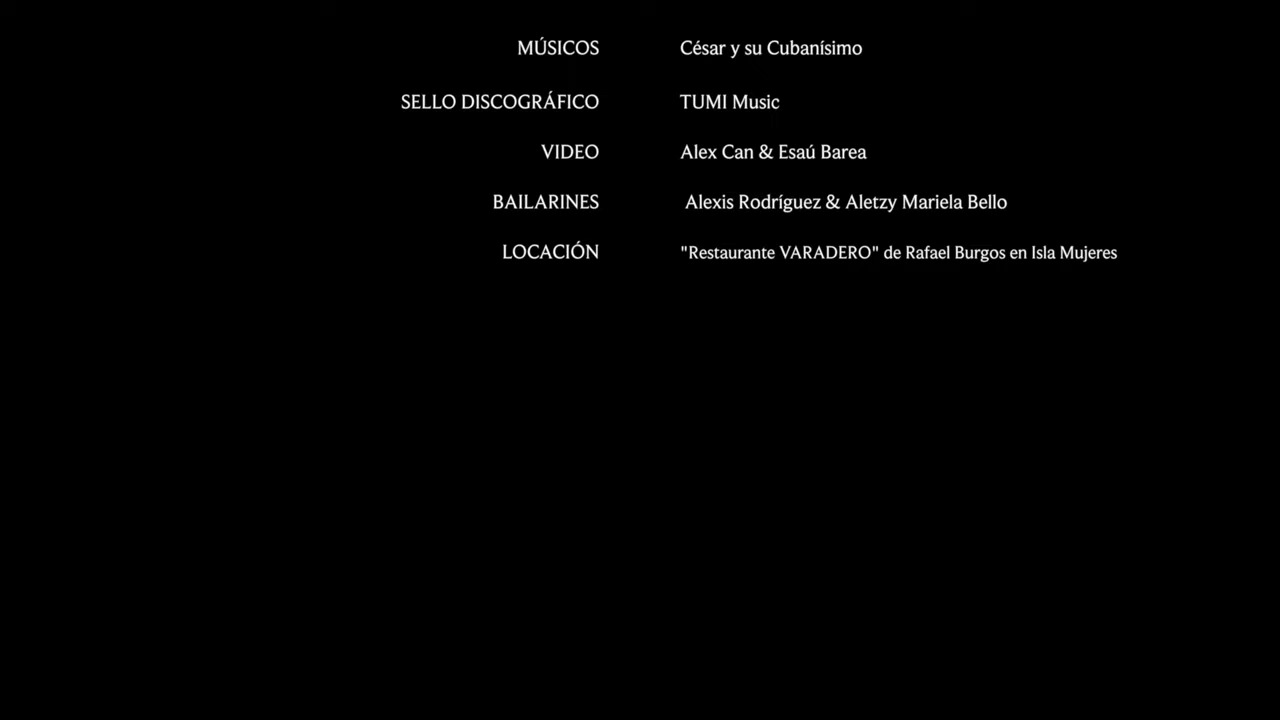 MÚSICOS César y su Cubanísimo
SELLO DISCOGRÁFICO TUMI Music
VIDEO Alex Can & Esaú Barea
BAILARINES Alexis Rodríguez & Aletzy Mariela Bello
LOCACIÓN "Restaurante VARADERO" de Rafael Burgos en Isla Mujeres